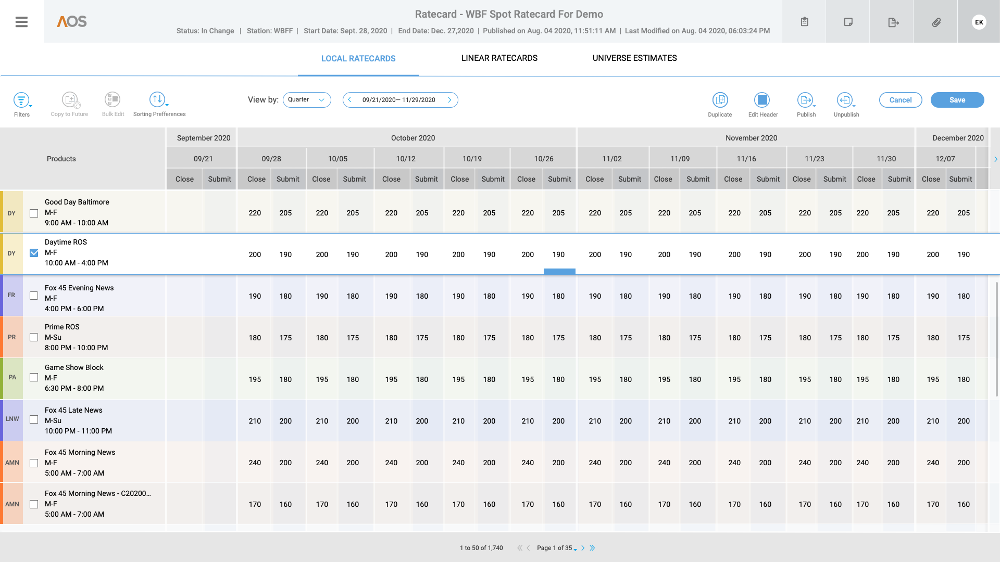 AOS
Ratecard - WBF Spot Ratecard For Demo
Status: In Change | Station: WBFF | Start Date: Sept. 28, 2020 | End Date: Dec. 27,2020 | Published on Aug. 04 2020, 11:51:11 AM | Last Modified on Aug. 04 2020, 06:03:24 PM
EK
LOCAL RATECARDS LINEAR RATECARDS UNIVERSE ESTIMATES
View by: Quarter 09/21/2020— 11/29/2020 Cancel Save
Filters Copy to Future Bulk Edit Sorting Prefferences Duplicate Edit Header Publish Unpublish
September 2020 October 2020 November 2020 December 2020
Products 09/21 09/28 10/05 10/12 10/19 10/26 11/02 11/09 11/16 11/23 11/30 12/07
Close Submit Close Submit Close Submit Close Submit Close Submit Close Submit Close Submit Close Submit Close Submit Close Submit Close Submit Close Submit
Good Day Baltimore
DY M-F 220 205 220 205 220 205 220 205 220 205 220 205 220 205 220 205 220 205 220 205 220 205
9:00 AM - 10:00 AM
Daytime ROS
DY M-F 200 190 200 190 200 190 200 190 200 190 200 190 200 190 200 190 200 190 200 190 200 190
10:00 AM - 4:00 PM
Fox 45 Evening News
FR M-F 190 180 190 180 190 180 190 180 190 180 190 180 190 180 190 180 190 180 190 180 190 180
4:00 PM - 6:00 PM
Prime ROS
PR M-Su 180 175 180 175 180 175 180 175 180 175 180 175 180 175 180 175 180 175 180 175 180 175
8:00 PM - 10:00 PM
Game Show Block
PA M-F 195 180 195 180 195 180 195 180 195 180 195 180 195 180 195 180 195 180 195 180 195 180
6:30 PM - 8:00 PM
Fox 45 Late News
LNW M-Su 210 200 210 200 210 200 210 200 210 200 210 200 210 200 210 200 210 200 210 200 210 200
10:00 PM - 11:00 PM
Fox 45 Morning News
AMN M-F 240 200 240 200 240 200 240 200 240 200 240 200 240 200 240 200 240 200 240 200 240 200
5:00 AM - 7:00 AM
Fox 45 Morning News - C20200...
AMN M-F 170 160 170 160 170 160 170 160 170 160 170 160 170 160 170 160 170 160 170 160 170 160
5:00 AM - 7:00 AM
1 to 50 of 1,740 Page 1 of 35